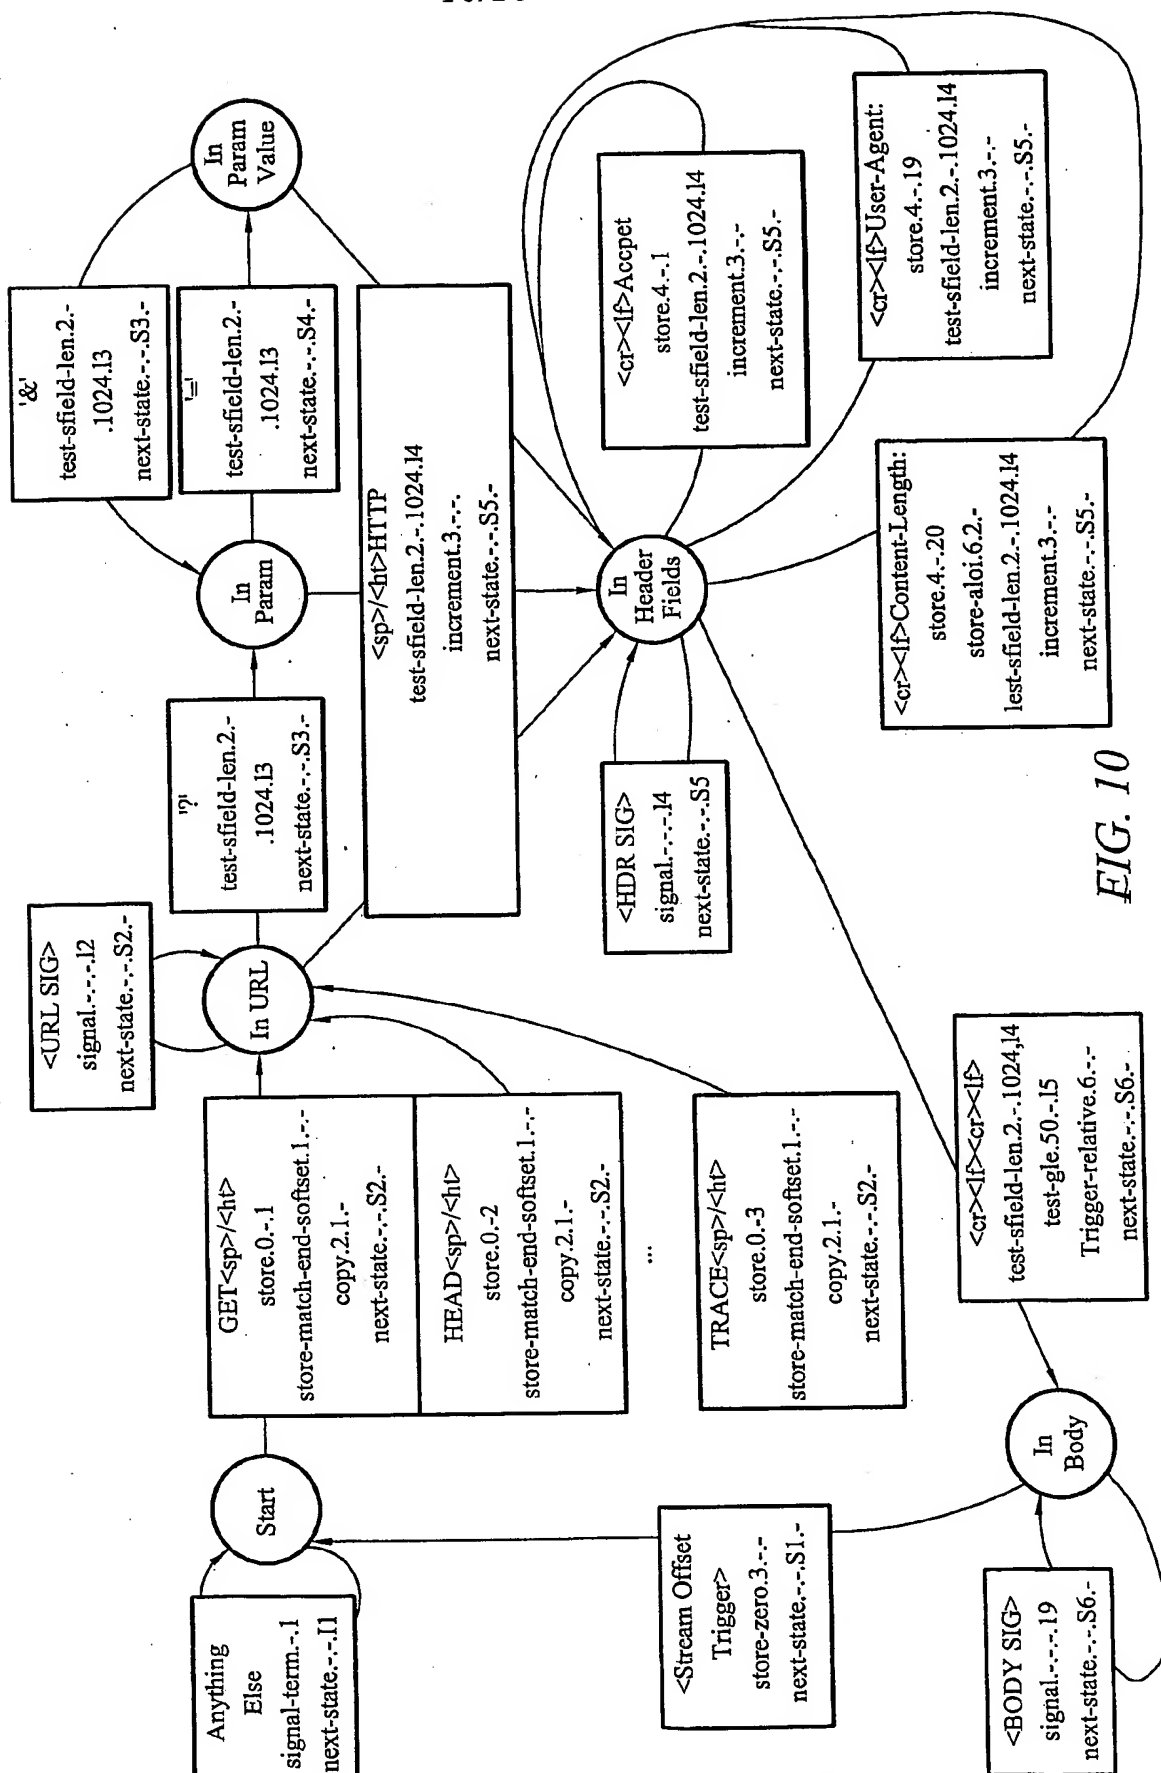 Anything
Else
signal-term.-.1
next-state.-.-.I1
Start
GET<sp>/<ht>
store.0.-.1
store-match-end-softset.1.-.-
copy.2.1.-
next-state.-.-.S2.-
HEAD<sp>/<ht>
store.0.-2
store-match-end-softset.1.-.-
copy.2.1.-
next-state.-.-.S2.-
...
TRACE<sp>/<ht>
store.0.-3
store-match-end-softset.1.-.-
copy.2.1.-
next-state.-.-.S2.-
<URL SIG>
signal.-.-.-.I2
next-state.-.-.S2.-
In URL
'?'
test-sfield-len.2.-
.1024.I3
next-state.-.-.S3.-
In
Param
'&'
test-sfield-len.2.-
.1024.I3
next-state.-.-.S3.-
'='
test-sfield-len.2.-
.1024.I3
next-state.-.-.S4.-
In
Param
Value
<sp>/<ht>HTTP
test-sfield-len.2.-.1024.I4
increment.3.-.-.
next-state.-.-.S5.-
In
Header
Fields
<HDR SIG>
signal.-.-.-.I4
next-state.-.-.S5
<cr><lf>Accpet
store.4.-.1
test-sfield-len.2.-.1024.I4
increment.3.-.-
next-state.-.-.S5.-
<cr><lf>User-Agent:
store.4.-.19
test-sfield-len.2.-.1024.I4
increment.3.-.-
next-state.-.-.S5.-
<cr><lf>Content-Length:
store.4.-.20
store-aloi.6.2.-
lest-sfield-len.2.-.1024.I4
increment.3.-.-
next-state.-.-.S5.-
<cr><lf><cr><lf>
test-sfield-len.2.-.1024,I4
test-gle.50.-.I5
Trigger-relative.6.-.-
next-state.-.-.S6.-
In
Body
<Stream Offset
Trigger>
store-zero.3.-.-
next-state.-.-.S1.-
<BODY SIG>
signal.-.-.-.19
next-state.-.-.S6.-
FIG. 10